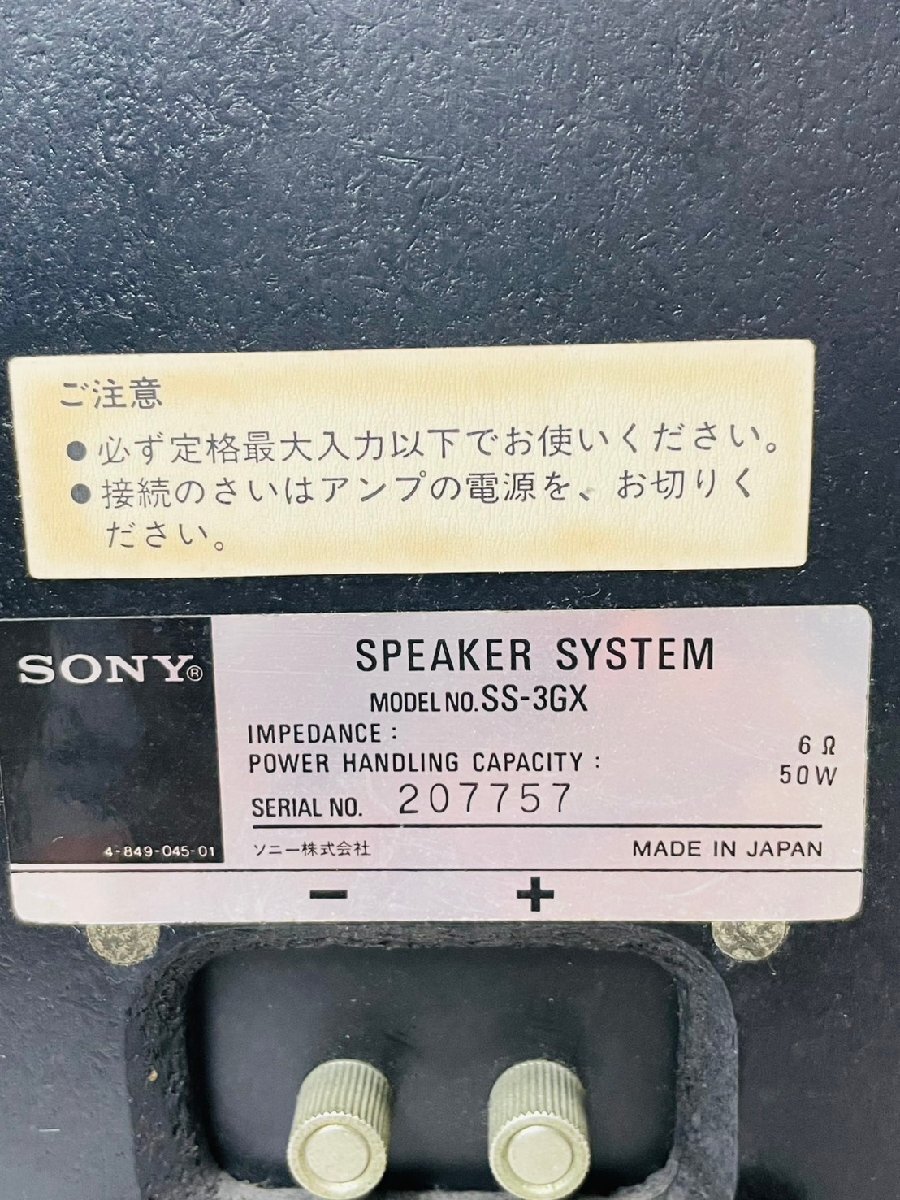 ご注意
●必ず定格最大入力以下でお使いください。
●接続のさいはアンプの電源を、お切りく
ださい。
SONY®
SPEAKER SYSTEM
MODEL NO. SS-3GX
IMPEDANCE : 6Ω
POWER HANDLING CAPACITY : 50W
SERIAL NO. 207757
4-849-045-01 ソニー株式会社 MADE IN JAPAN
− +